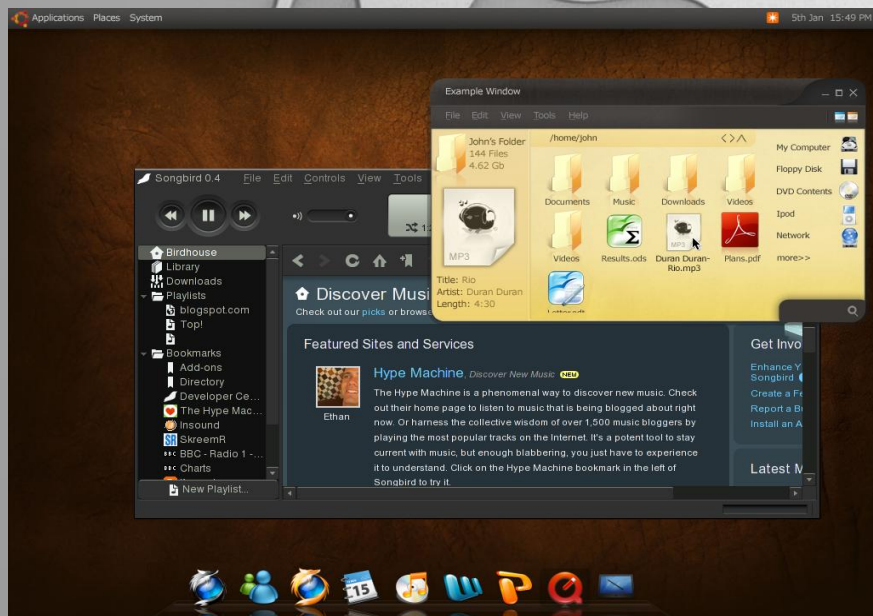 Applications Places System
5th Jan 15:49 PM
Example Window
File Edit View Tools Help
John's Folder
144 Files
4.62 Gb
MP3
Title: Rio
Artist: Duran Duran
Length: 4:30
/home/john
Documents Music Downloads Videos
Videos Results.ods MP3 Duran Duran-
Rio.mp3 Plans.pdf
My Computer
Floppy Disk
DVD Contents
Ipod
Network
more>>
Songbird 0.4 File Edit Controls View Tools
Birdhouse
Library
Downloads
Playlists
blogspot.com
Top!
Bookmarks
Add-ons
Directory
Developer Ce...
The Hype Mac...
Insound
SR SkreemR
BBC BBC - Radio 1 -...
BBC Charts
New Playlist...
Discover Musi
Check out our picks or brows
Featured Sites and Services
Ethan
Hype Machine, Discover New Music NEW
The Hype Machine is a phenomenal way to discover new music. Check
out their home page to listen to music that is being blogged about right
now. Or harness the collective wisdom of over 1,500 music bloggers by
playing the most popular tracks on the Internet. It's a potent tool to stay
current with music, but enough blabbering, you just have to experience
it to understand. Click on the Hype Machine bookmark in the left of
Songbird to try it.
Get Invo
Enhance Y
Songbird
Create a Fe
Report a B
Install an A
Latest M
15